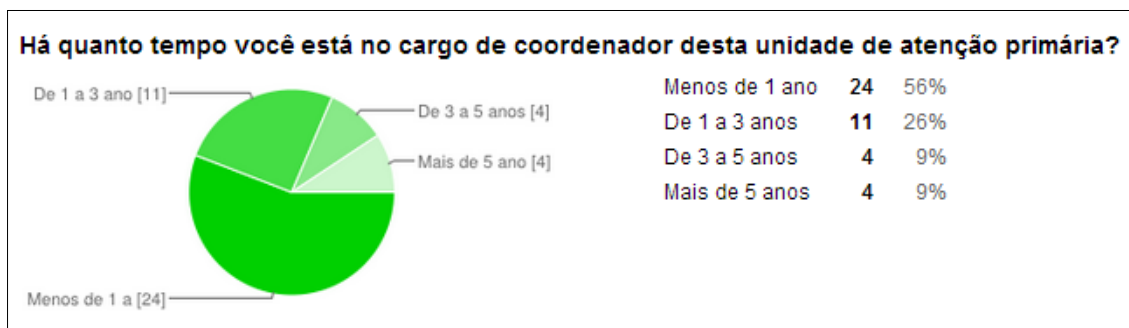 Há quanto tempo você está no cargo de coordenador desta unidade de atenção primária?
De 1 a 3 ano [11]
De 3 a 5 anos [4]
Mais de 5 ano [4]
Menos de 1 a [24]
Menos de 1 ano 24 56%
De 1 a 3 anos 11 26%
De 3 a 5 anos 4 9%
Mais de 5 anos 4 9%